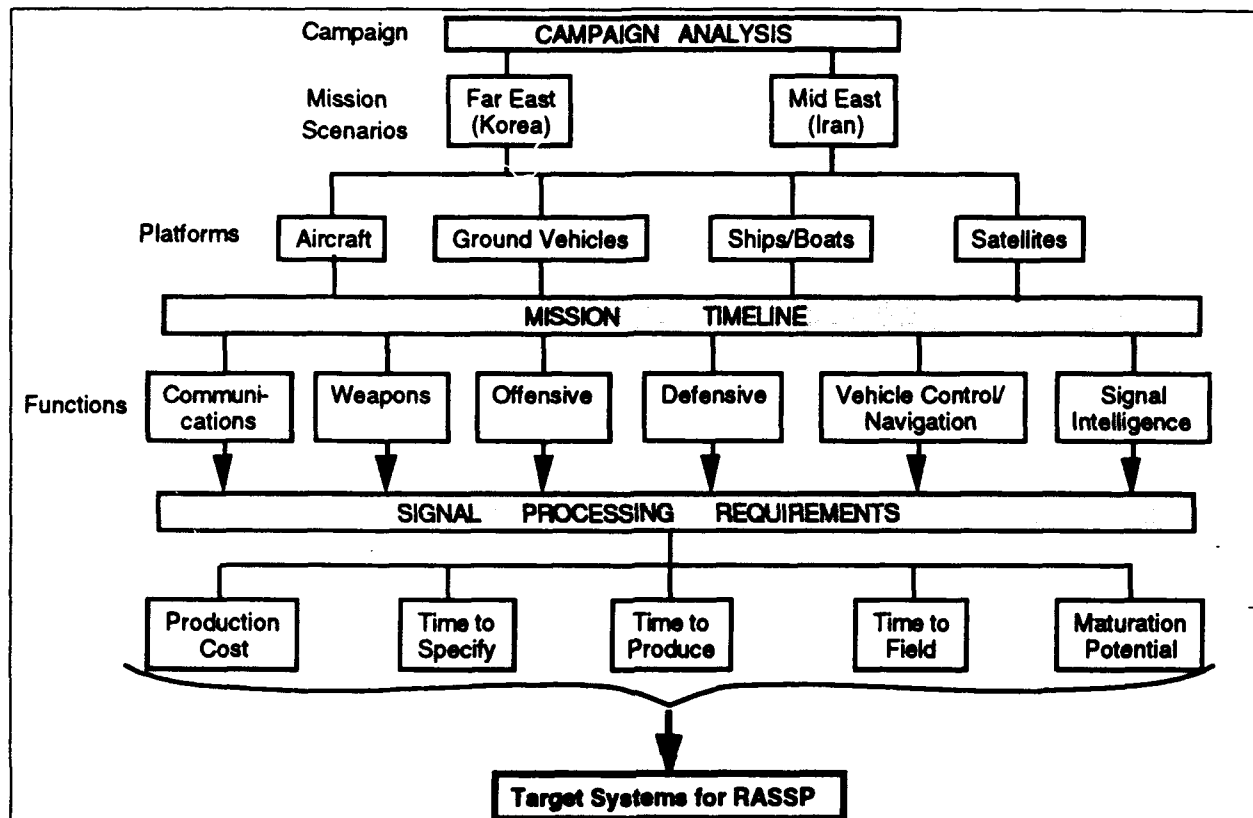 Campaign
CAMPAIGN ANALYSIS
Mission
Scenarios
Far East
(Korea)
Mid East
(Iran)
Platforms
Aircraft
Ground Vehicles
Ships/Boats
Satellites
MISSION TIMELINE
Functions
Communi-
cations
Weapons
Offensive
Defensive
Vehicle Control/
Navigation
Signal
Intelligence
SIGNAL PROCESSING REQUIREMENTS
Production
Cost
Time to
Specify
Time to
Produce
Time to
Field
Maturation
Potential
Target Systems for RASSP